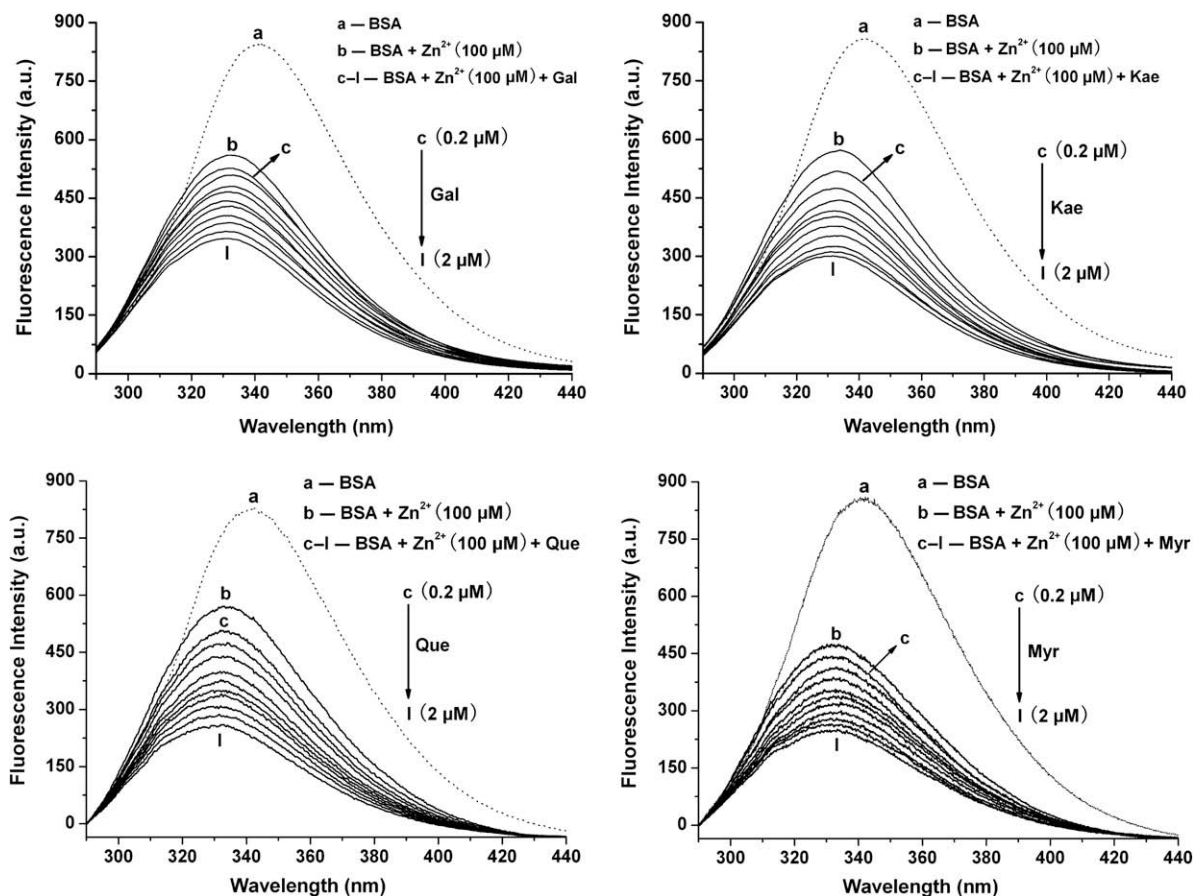 a — BSA
b — BSA + Zn²⁺ (100 µM)
c–l — BSA + Zn²⁺ (100 µM) + Gal
a
b
c
c (0.2 µM)
Gal
l (2 µM)
l
900
750
600
450
300
150
0
300 320 340 360 380 400 420 440
Fluorescence Intensity (a.u.)
Wavelength (nm)
a — BSA
b — BSA + Zn²⁺ (100 µM)
c–l — BSA + Zn²⁺ (100 µM) + Kae
a
b
c
c (0.2 µM)
Kae
l (2 µM)
l
900
750
600
450
300
150
0
300 320 340 360 380 400 420 440
Fluorescence Intensity (a.u.)
Wavelength (nm)
a — BSA
b — BSA + Zn²⁺ (100 µM)
c–l — BSA + Zn²⁺ (100 µM) + Que
a
b
c
c (0.2 µM)
Que
l (2 µM)
l
900
750
600
450
300
150
0
300 320 340 360 380 400 420 440
Fluorescence Intensity (a.u.)
Wavelength (nm)
a — BSA
b — BSA + Zn²⁺ (100 µM)
c–l — BSA + Zn²⁺ (100 µM) + Myr
a
b
c
c (0.2 µM)
Myr
l (2 µM)
l
900
750
600
450
300
150
0
300 320 340 360 380 400 420 440
Fluorescence Intensity (a.u.)
Wavelength (nm)